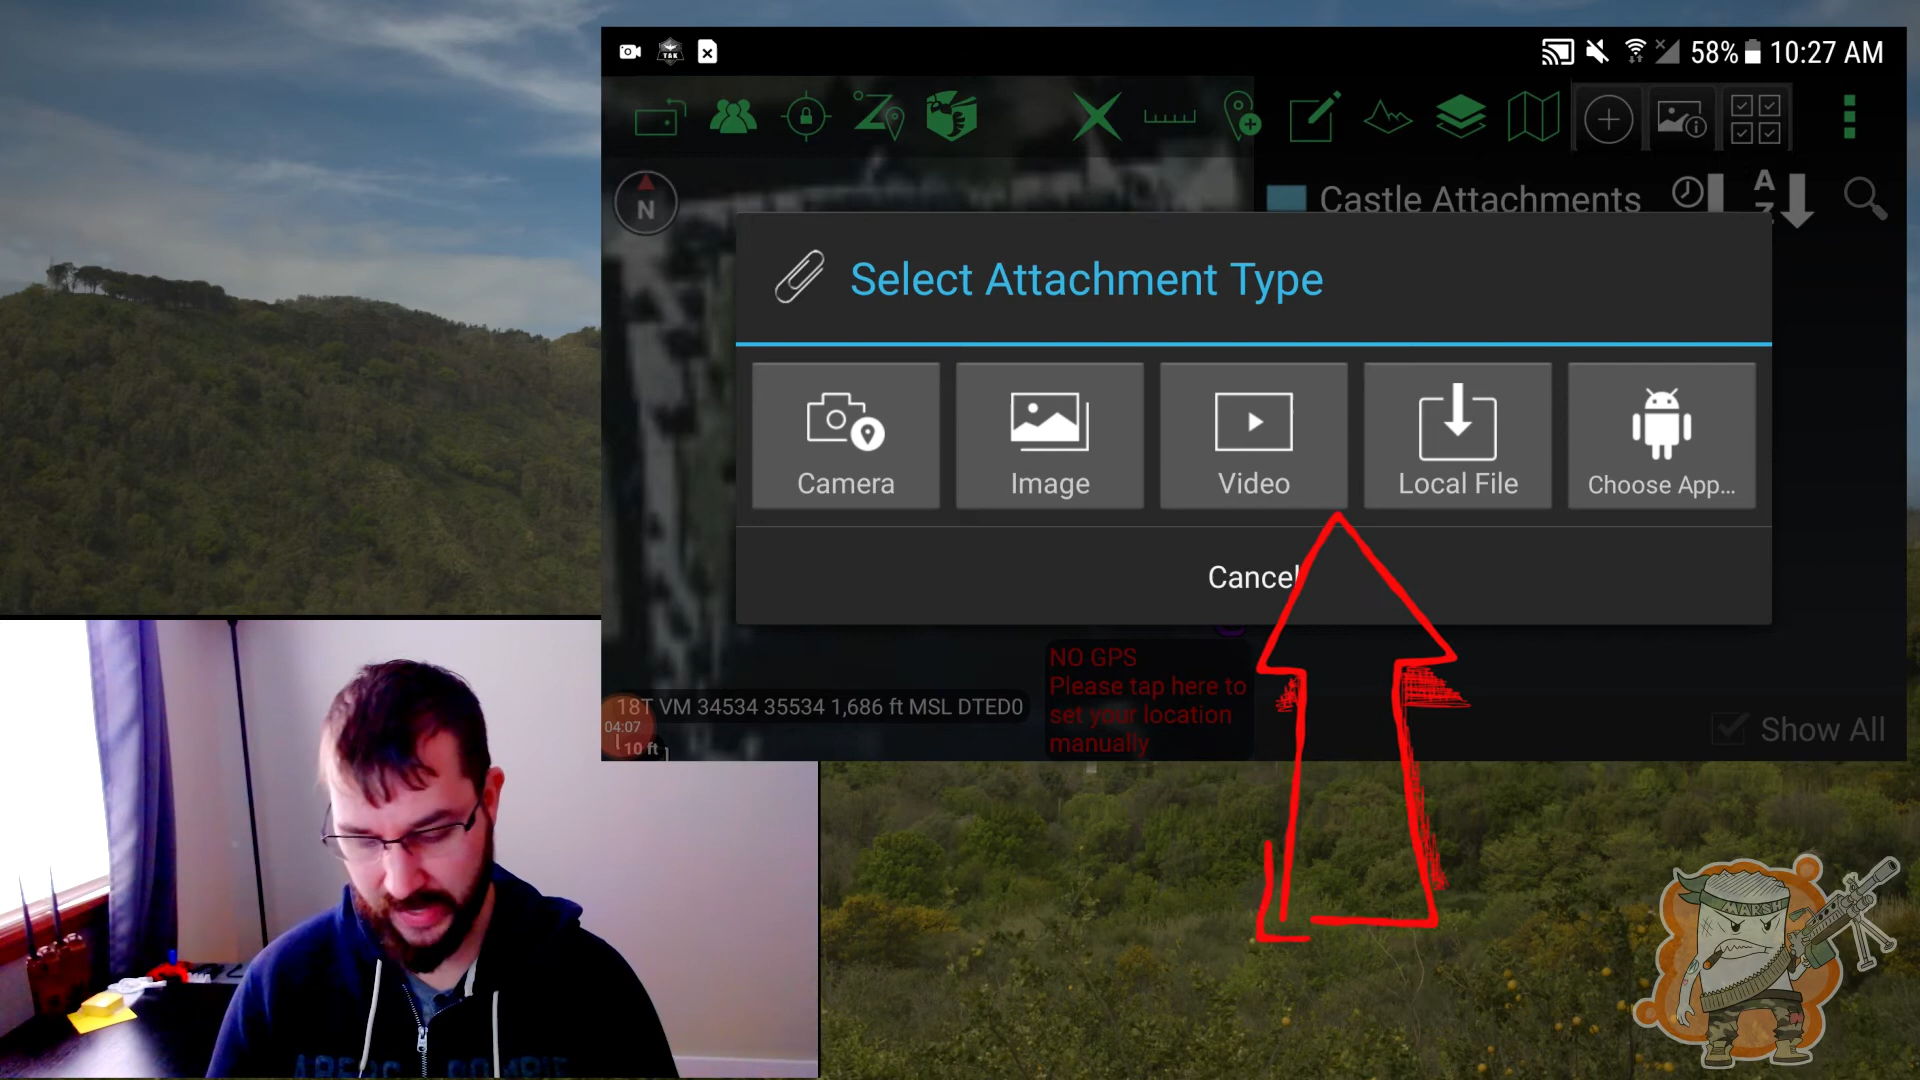 TAK
58% 10:27 AM
N
Castle Attachments
A
Z
Select Attachment Type
Camera
Image
Video
Local File
Choose App...
Cancel
NO GPS
Please tap here to
set your location
manually
18T VM 34534 35534 1,686 ft MSL DTED0
04:07
10 ft
Show All
MARSH